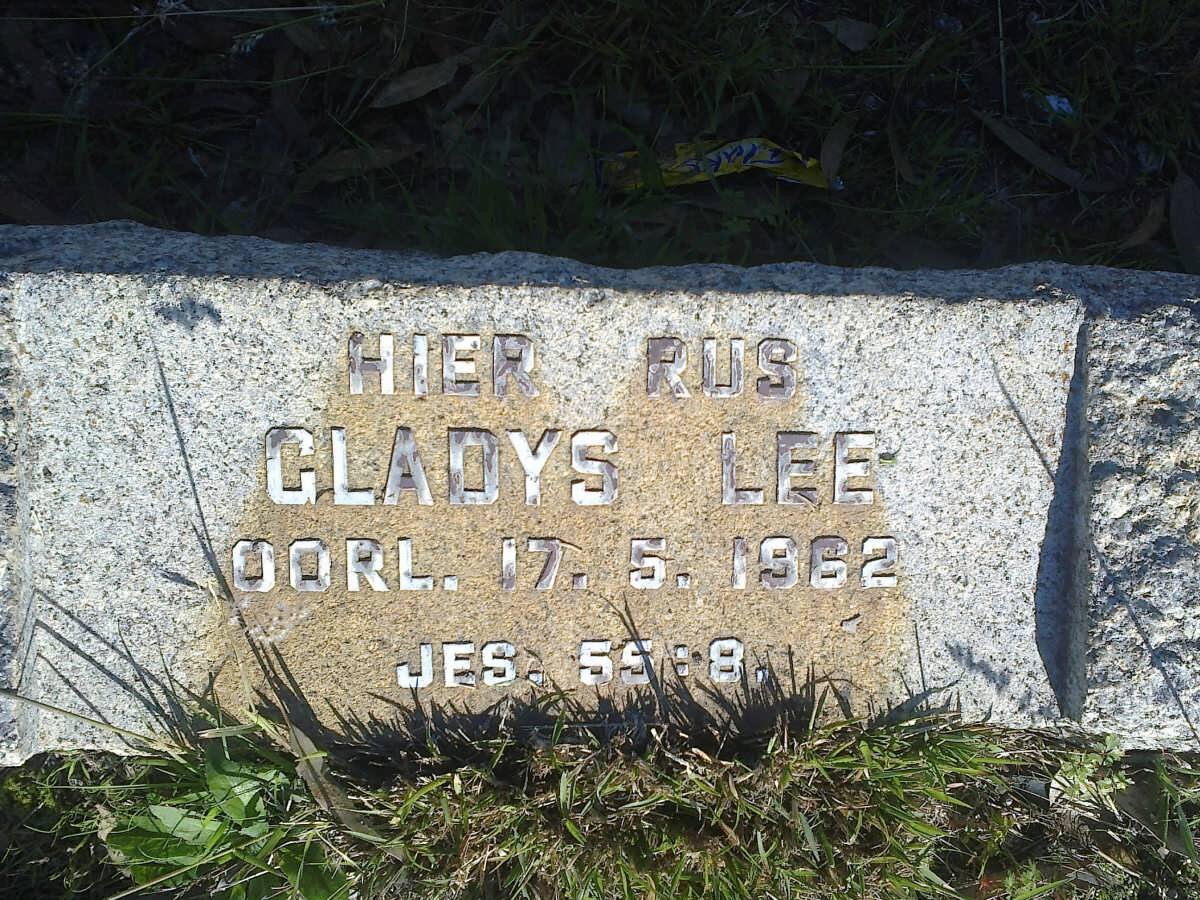 HIER RUS
GLADYS LEE
OORL. 17. 5. 1962
JES. 55:8.